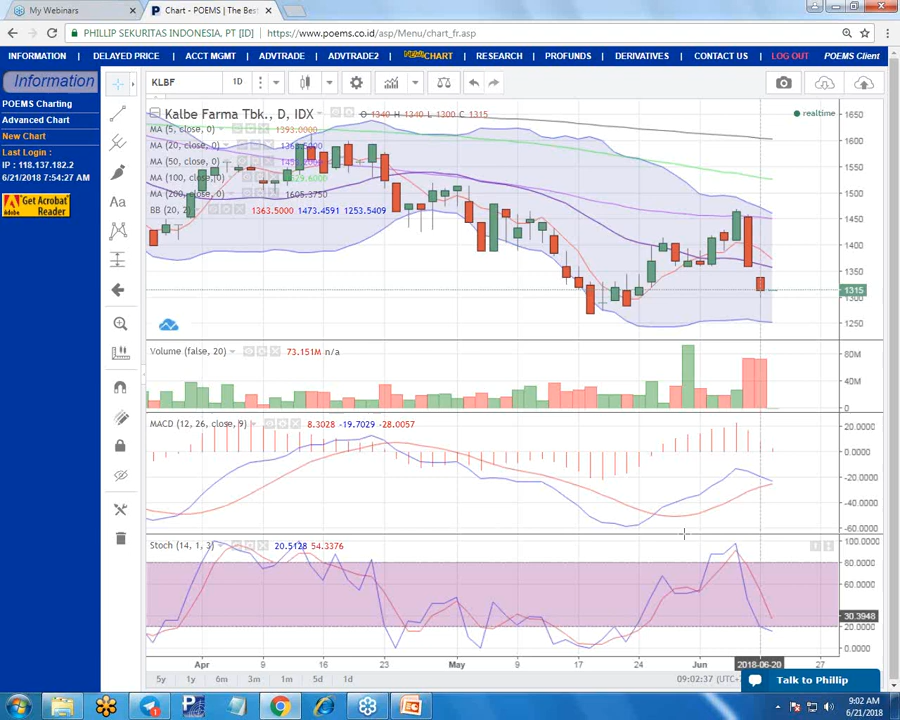 My Webinars
Chart - POEMS | The Bes
PHILLIP SEKURITAS INDONESIA, PT [ID]
https://www.poems.co.id/asp/Menu/chart_fr.asp
INFORMATION DELAYED PRICE ACCT MGMT ADVTRADE ADVTRADE2 CHART RESEARCH PROFUNDS DERIVATIVES CONTACT US LOG OUT POEMS Client
Information
POEMS Charting
Advanced Chart
New Chart
Last Login :
IP : 118.137.182.2
6/21/2018 7:54:27 AM
Get Acrobat
Reader
Adobe
KLBF 1D
Kalbe Farma Tbk., D, IDX O 1340 H 1340 L 1300 C 1315
realtime
MA (5, close, 0) 1393.0000
MA (20, close, 0)
MA (50, close, 0)
MA (100, close, 0)
MA (200, close, 0) 1605.3750
BB (20, 2) 1363.5000 1473.4591 1253.5409
1650
1600
1550
1500
1450
1400
1350
1315
1300
1250
Volume (false, 20) 73.151M n/a
80M
40M
0
MACD (12, 26, close, 9) 8.3028 -19.7029 -28.0057
20.0000
0.0000
-20.0000
-40.0000
-60.0000
Stoch (14, 1, 3) 20.5128 54.3376
100.0000
80.0000
60.0000
40.0000
30.3948
20.0000
0.0000
Apr 9 16 23 May 9 17 24 Jun 2018-06-20 27
5y 1y 6m 3m 1m 5d 1d
09:02:37 (UTC+
Talk to Phillip
9:02 AM
6/21/2018